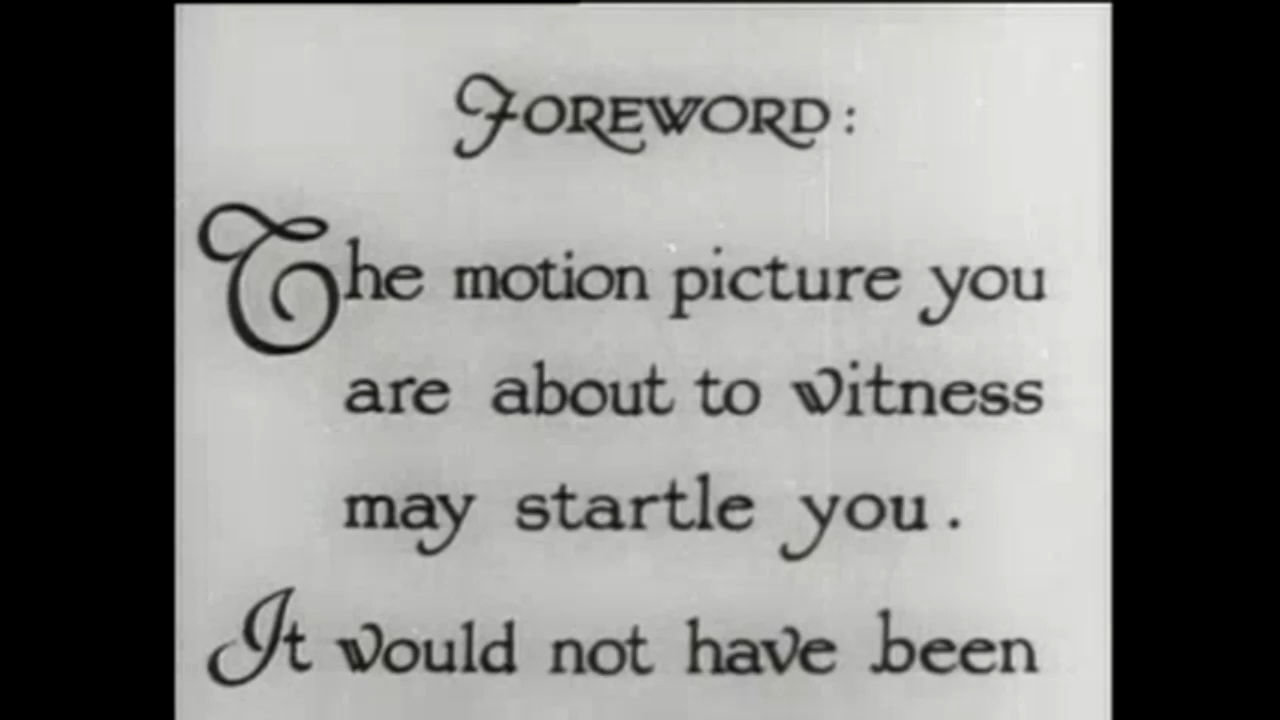 FOREWORD:
The motion picture you
are about to witness
may startle you.
It would not have been